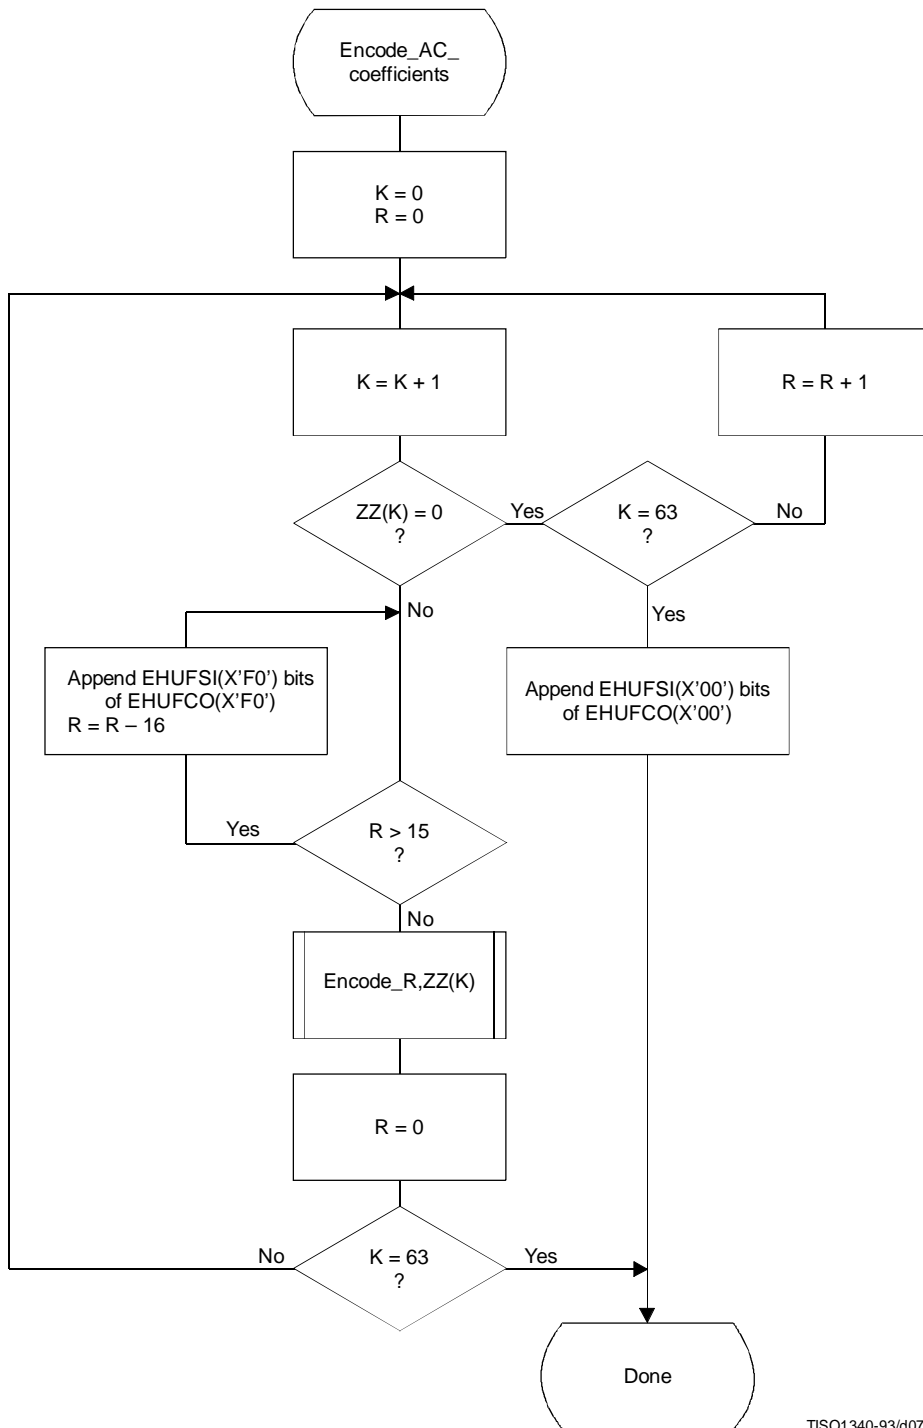 Encode_AC_
coefficients
K = 0
R = 0
K = K + 1
R = R + 1
ZZ(K) = 0
?
Yes
K = 63
?
No
No
Yes
Append EHUFSI(X'F0') bits
of EHUFCO(X'F0')
R = R – 16
Append EHUFSI(X'00') bits
of EHUFCO(X'00')
Yes
R > 15
?
No
Encode_R,ZZ(K)
R = 0
No
K = 63
?
Yes
Done
TISO1340-93/d07